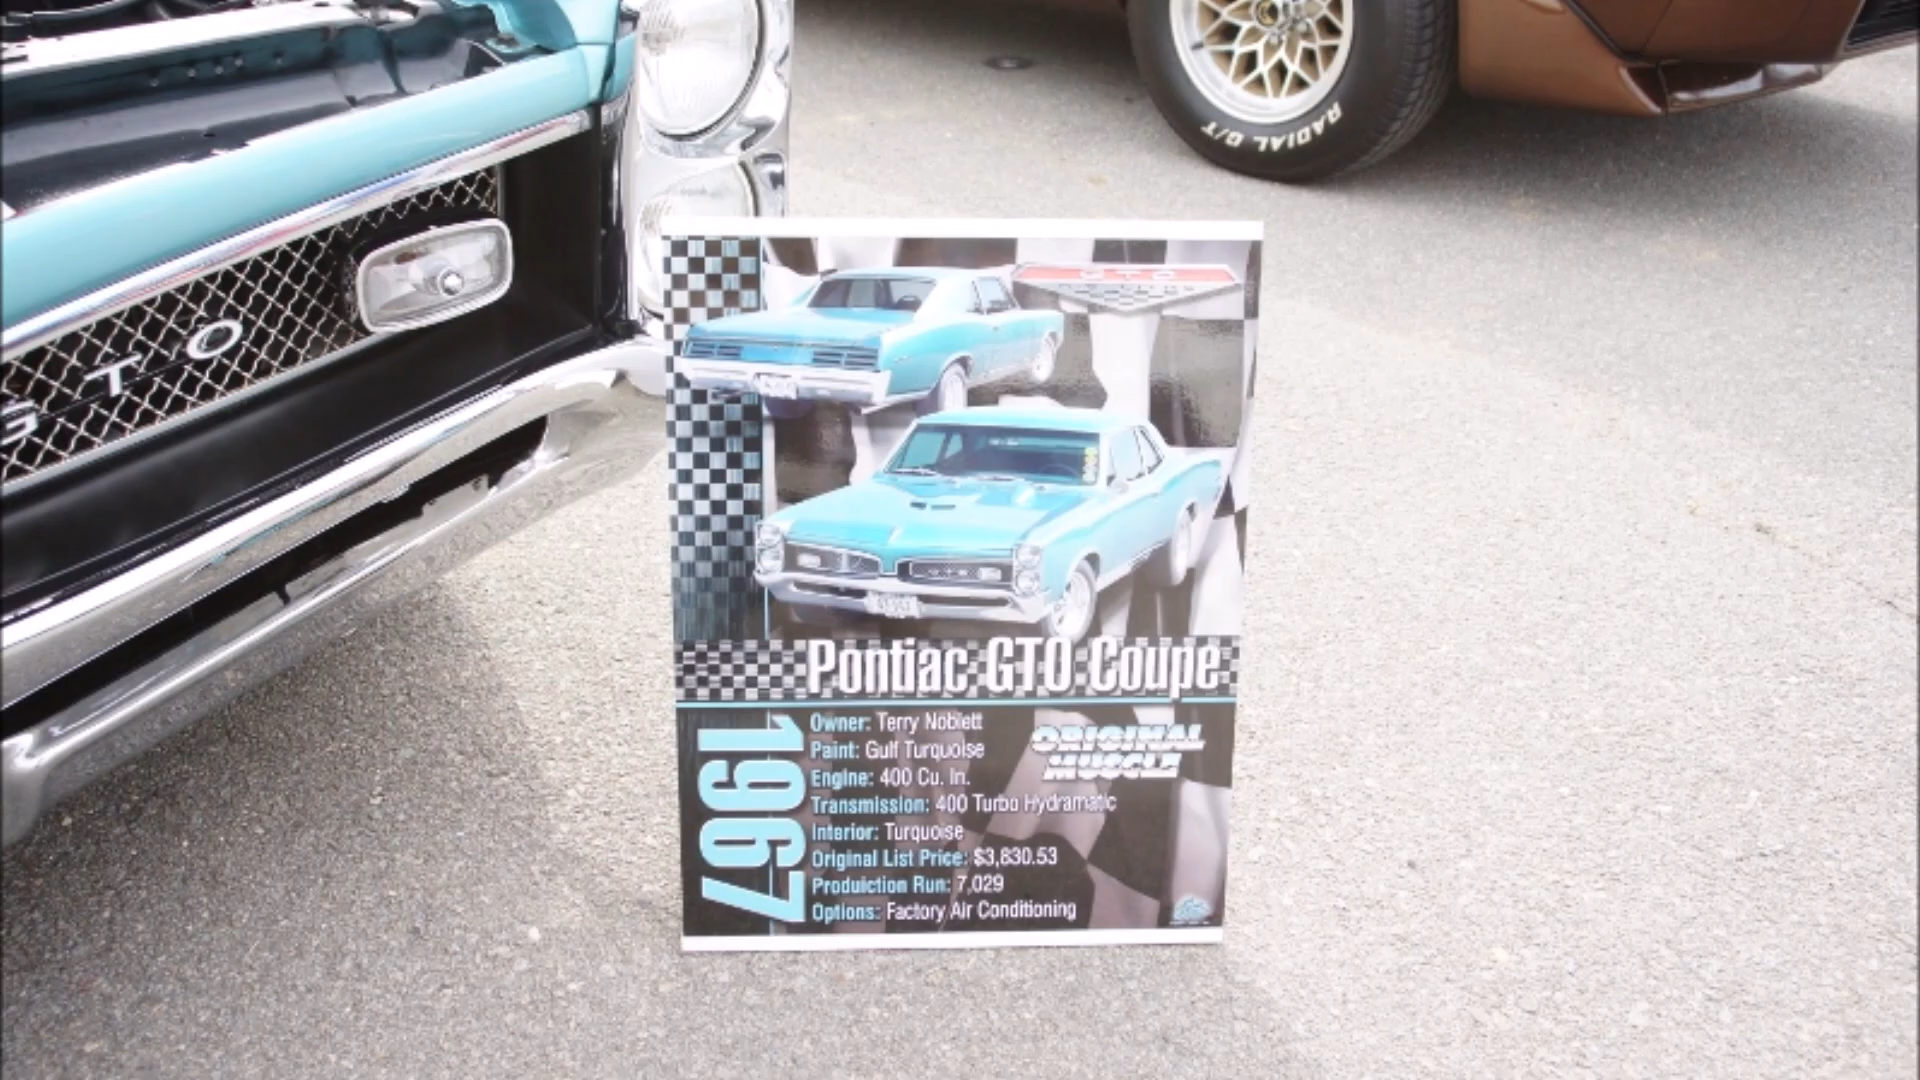 RADIAL G/T
GTO
GTO
Pontiac GTO Coupe
1967
Owner: Terry Noblett
Paint: Gulf Turquoise
Engine: 400 Cu. In.
Transmission: 400 Turbo Hydramatic
Interior: Turquoise
Original List Price: $3,830.53
Produiction Run: 7,029
Options: Factory Air Conditioning
ORIGINAL
MUSCLE